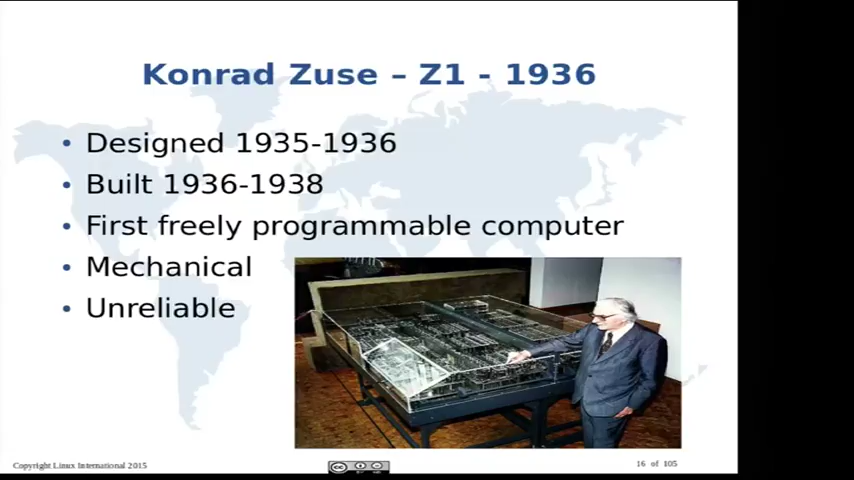 Konrad Zuse – Z1 - 1936
• Designed 1935-1936
• Built 1936-1938
• First freely programmable computer
• Mechanical
• Unreliable
Copyright Linux International 2015
16 of 105